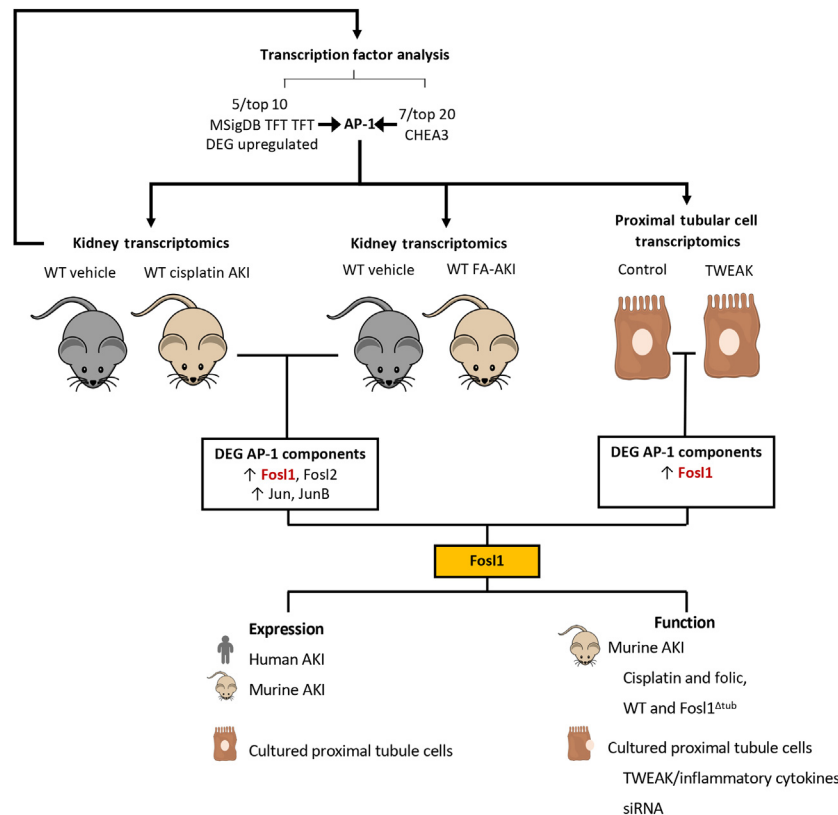 Transcription factor analysis
5/top 10
MSigDB TFT TFT
DEG upregulated
AP-1
7/top 20
CHEA3
Kidney transcriptomics
WT vehicle
WT cisplatin AKI
Kidney transcriptomics
WT vehicle
WT FA-AKI
Proximal tubular cell
transcriptomics
Control
TWEAK
DEG AP-1 components
↑ Fosl1, Fosl2
↑ Jun, JunB
DEG AP-1 components
↑ Fosl1
Fosl1
Expression
Human AKI
Murine AKI
Cultured proximal tubule cells
Function
Murine AKI
Cisplatin and folic,
WT and Fosl1Δtub
Cultured proximal tubule cells
TWEAK/inflammatory cytokines
siRNA